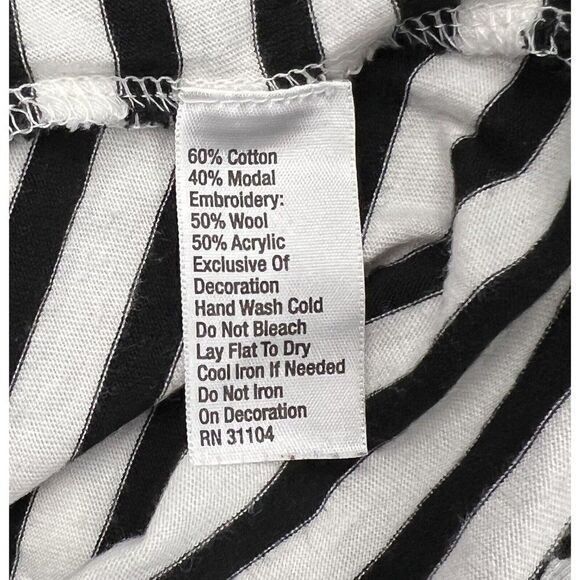 60% Cotton
40% Modal
Embroidery:
50% Wool
50% Acrylic
Exclusive Of
Decoration
Hand Wash Cold
Do Not Bleach
Lay Flat To Dry
Cool Iron If Needed
Do Not Iron
On Decoration
RN 31104